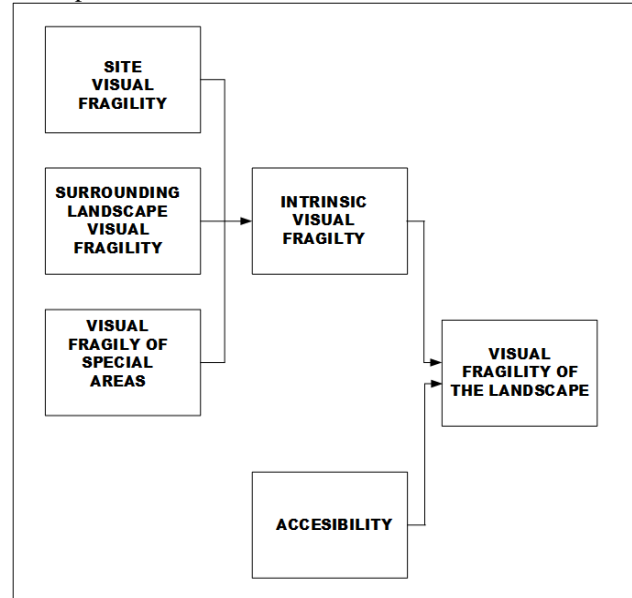 SITE
VISUAL
FRAGILITY
SURROUNDING
LANDSCAPE
VISUAL
FRAGILITY
INTRINSIC
VISUAL
FRAGILTY
VISUAL
FRAGILY OF
SPECIAL
AREAS
VISUAL
FRAGILITY OF
THE LANDSCAPE
ACCESIBILITY